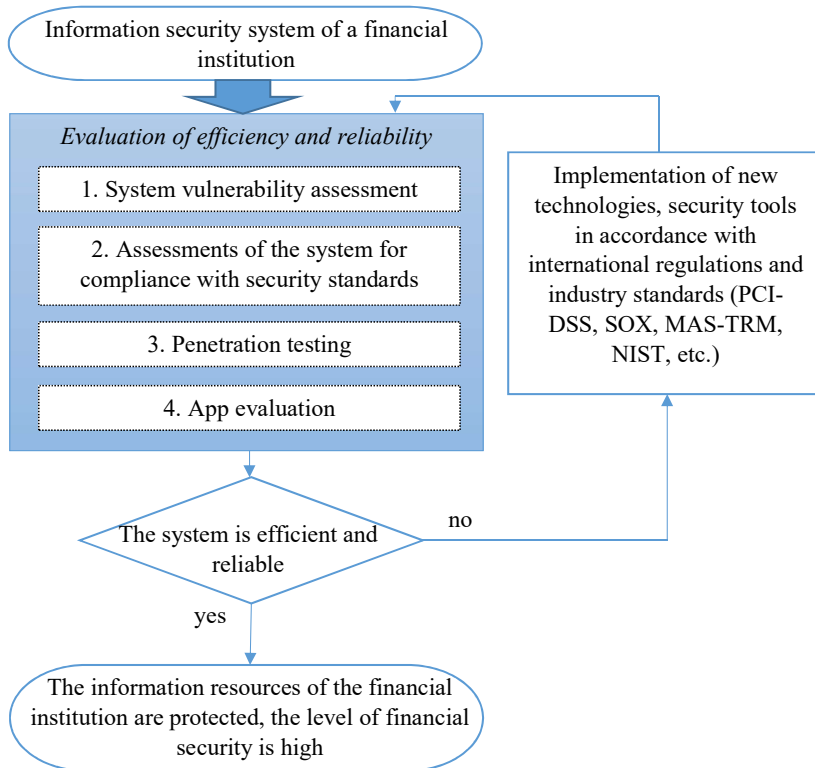 Information security system of a financial
institution
Evaluation of efficiency and reliability
1. System vulnerability assessment
2. Assessments of the system for
compliance with security standards
3. Penetration testing
4. App evaluation
Implementation of new
technologies, security tools
in accordance with
international regulations and
industry standards (PCI-
DSS, SOX, MAS-TRM,
NIST, etc.)
The system is efficient and
reliable
no
yes
The information resources of the financial
institution are protected, the level of financial
security is high